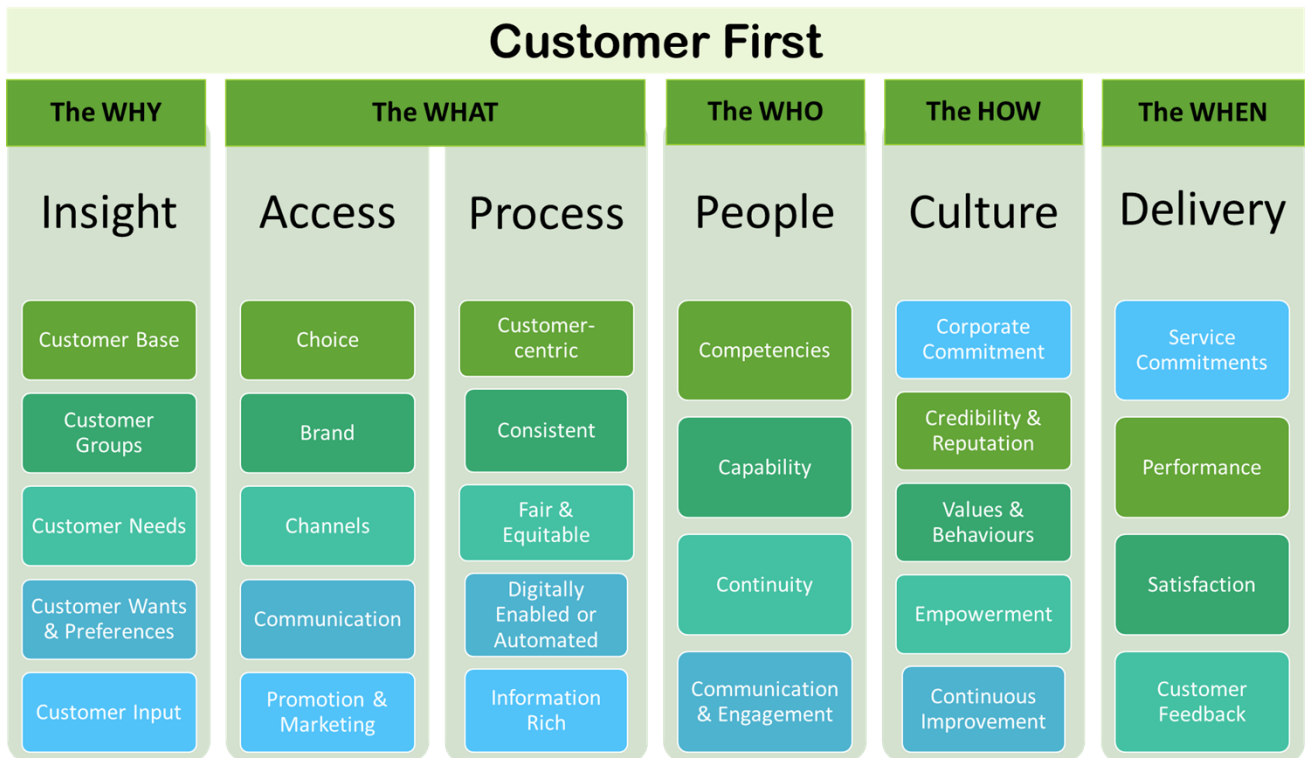 Customer First
The WHY
The WHAT
The WHO
The HOW
The WHEN
Insight
Access
Process
People
Culture
Delivery
Customer Base
Customer
Groups
Customer Needs
Customer Wants
& Preferences
Customer Input
Choice
Brand
Channels
Communication
Promotion &
Marketing
Customer-
centric
Consistent
Fair &
Equitable
Digitally
Enabled or
Automated
Information
Rich
Competencies
Capability
Continuity
Communication
& Engagement
Corporate
Commitment
Credibility &
Reputation
Values &
Behaviours
Empowerment
Continuous
Improvement
Service
Commitments
Performance
Satisfaction
Customer
Feedback